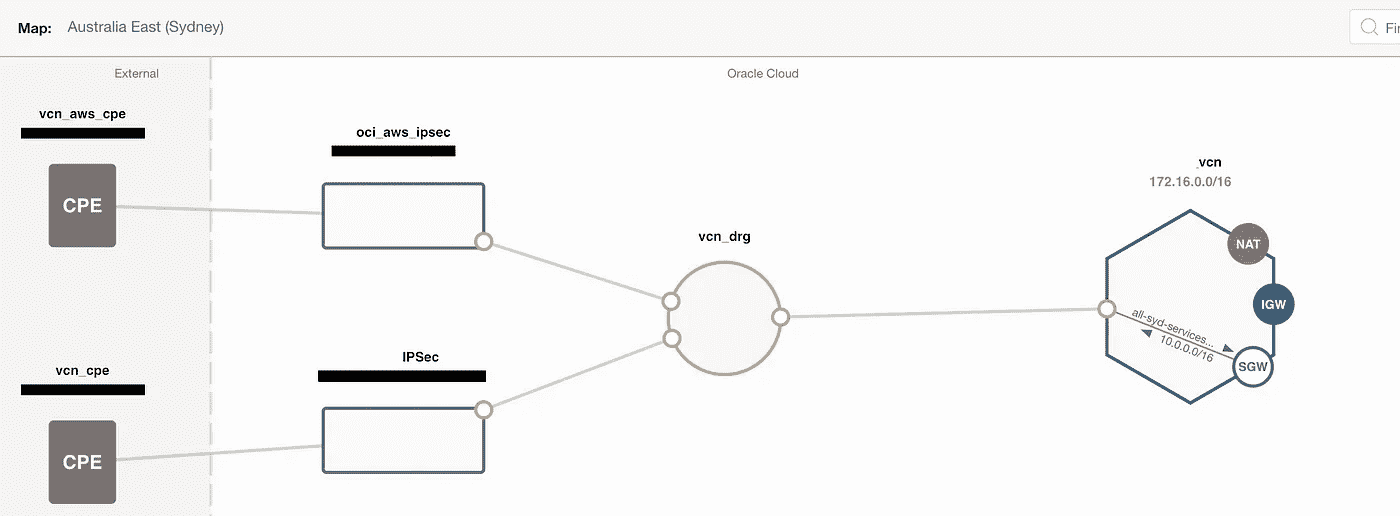 Map: Australia East (Sydney)
Fin
External
Oracle Cloud
vcn_aws_cpe
CPE
oci_aws_ipsec
vcn_drg
_vcn
172.16.0.0/16
NAT
IGW
all-syd-services...
10.0.0.0/16
SGW
IPSec
vcn_cpe
CPE